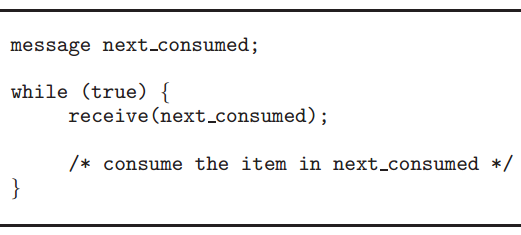 message next_consumed;
while (true) {
receive(next_consumed);
/* consume the item in next_consumed */
}